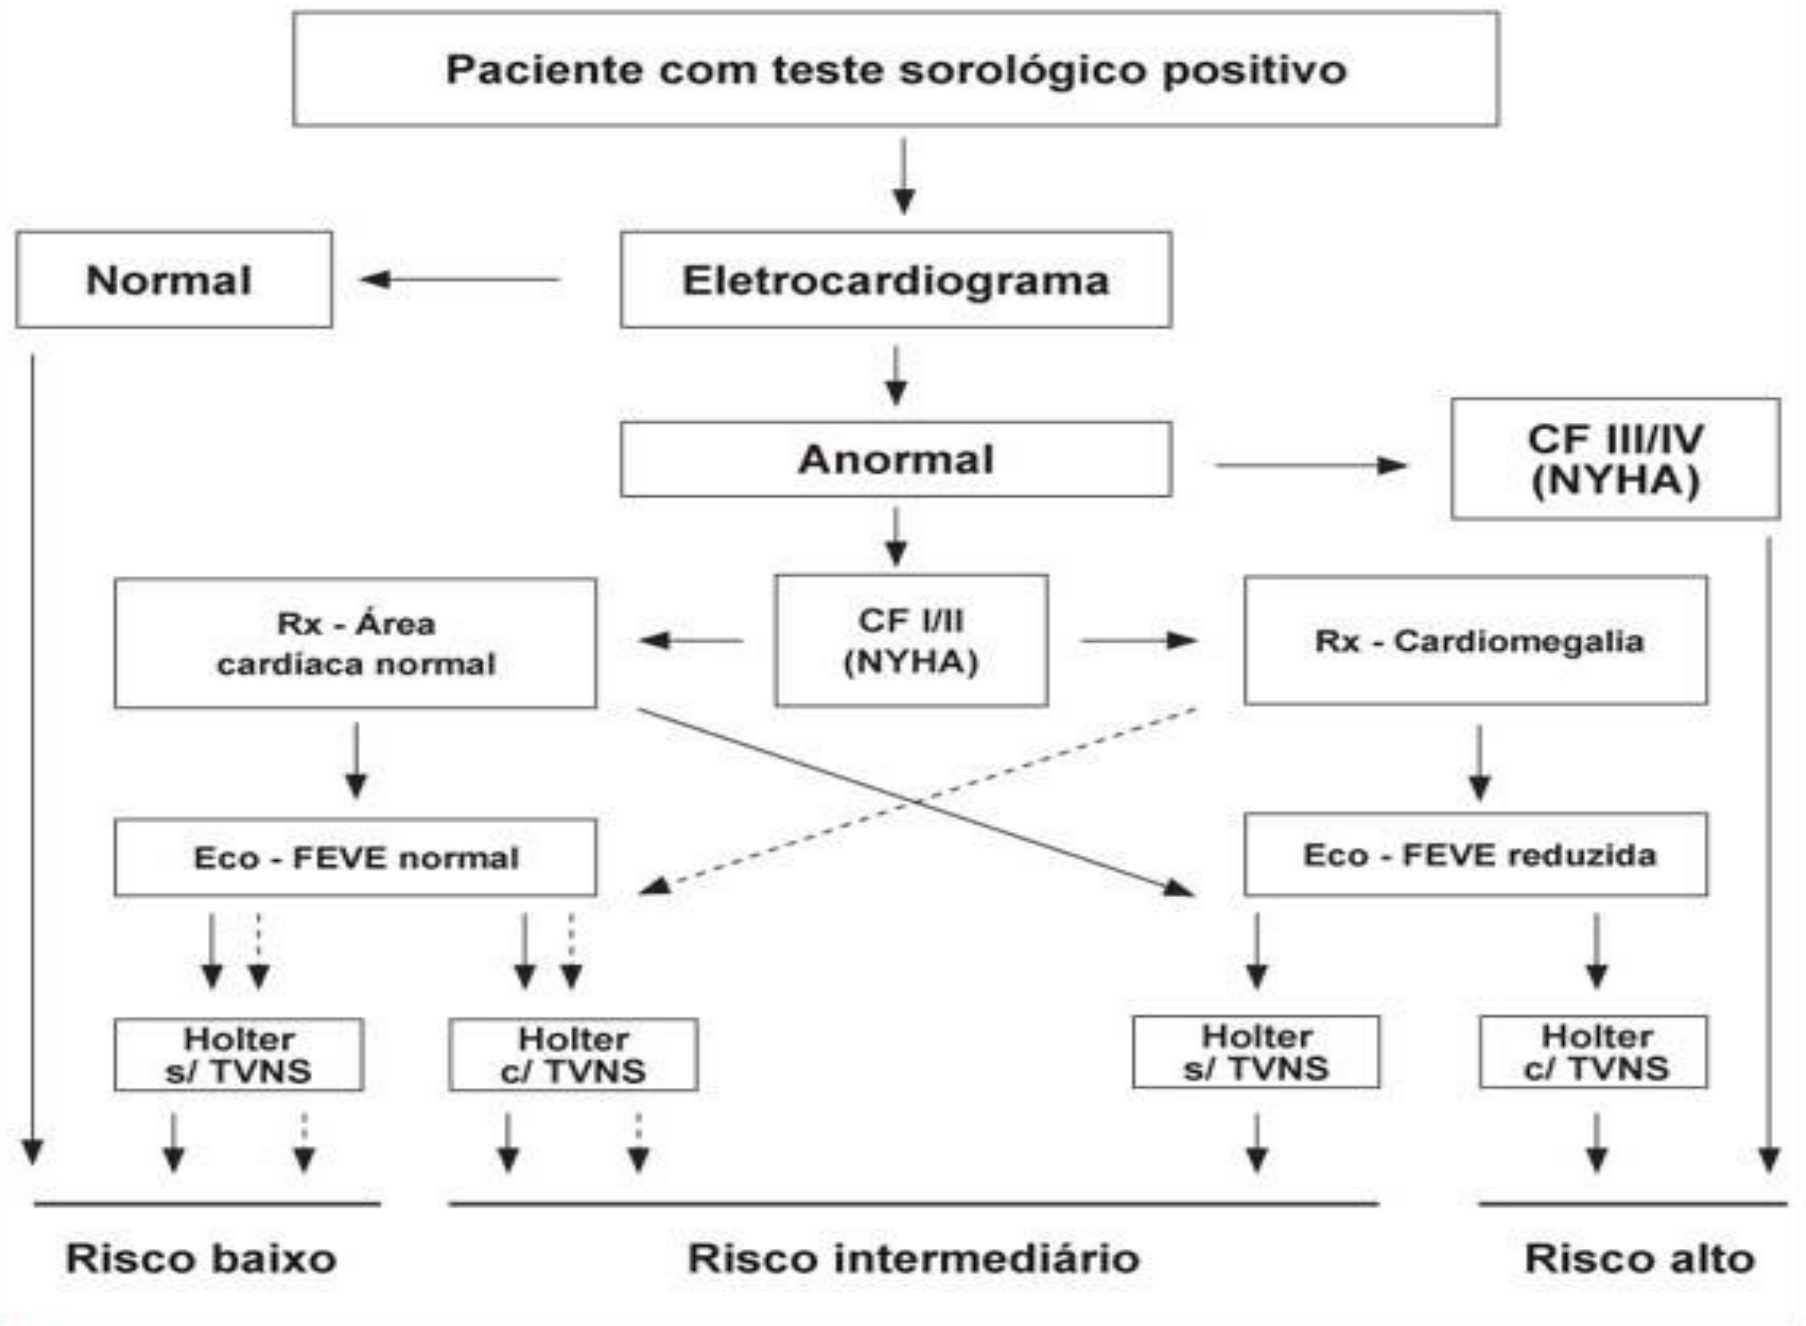 Paciente com teste sorológico positivo
Normal
Eletrocardiograma
Anormal
CF III/IV
(NYHA)
Rx - Área
cardíaca normal
CF I/II
(NYHA)
Rx - Cardiomegalia
Eco - FEVE normal
Eco - FEVE reduzida
Holter
s/ TVNS
Holter
c/ TVNS
Holter
s/ TVNS
Holter
c/ TVNS
Risco baixo
Risco intermediário
Risco alto